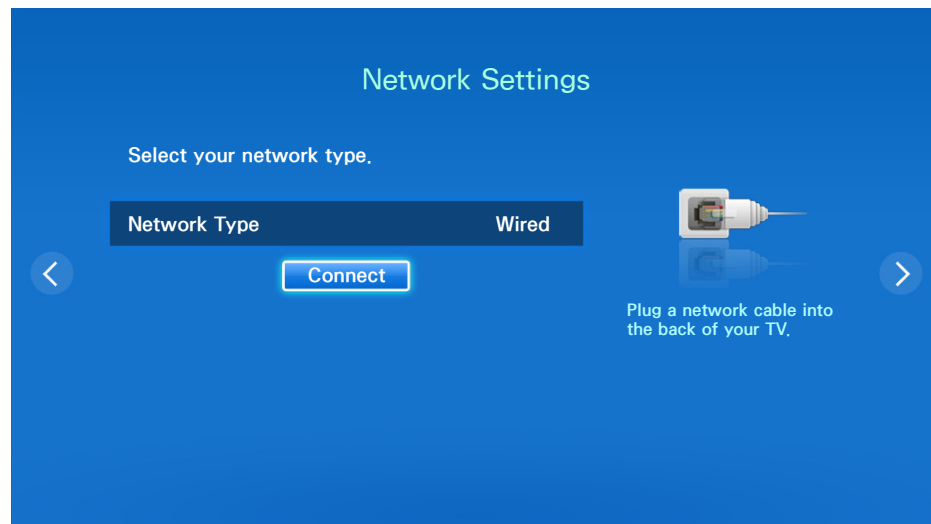 Network Settings
Select your network type.
Network Type Wired
Connect
Plug a network cable into
the back of your TV.